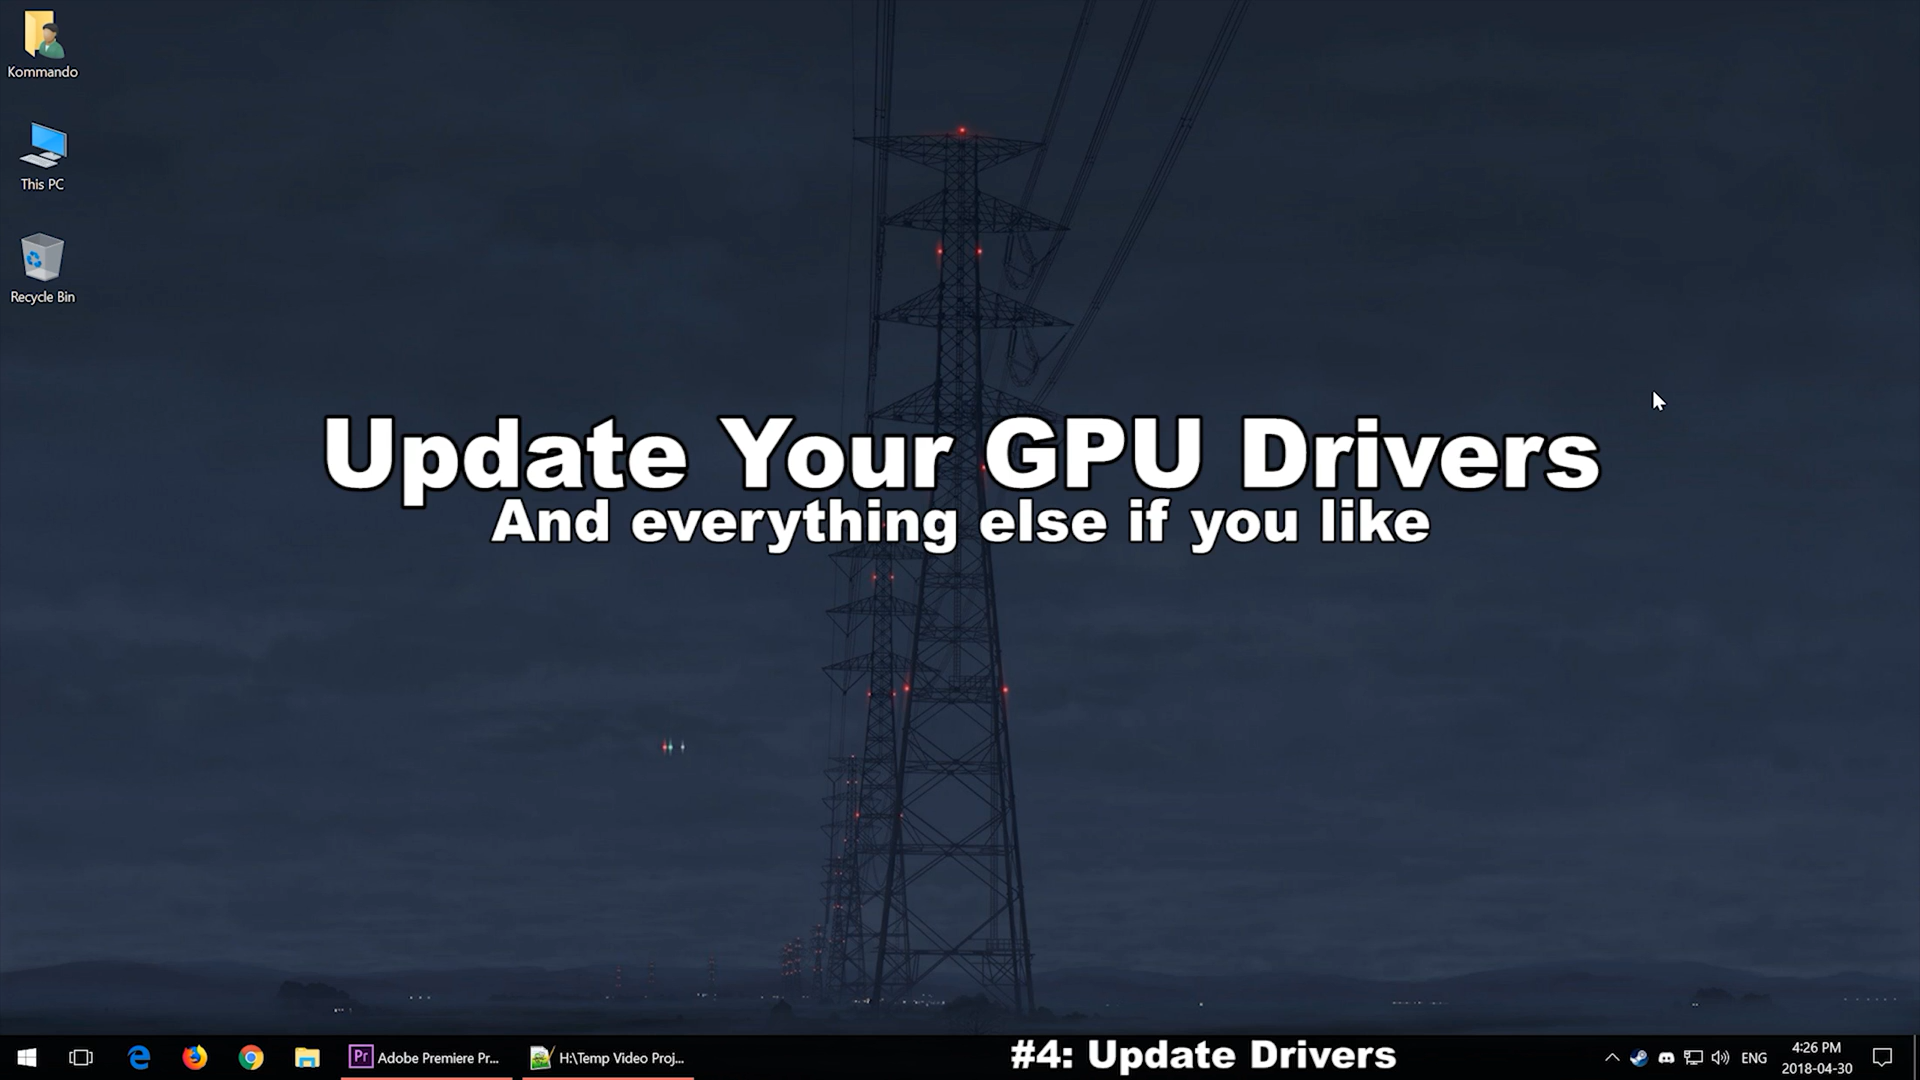 Kommando
This PC
Recycle Bin
Update Your GPU Drivers
And everything else if you like
Pr Adobe Premiere Pr...
H:\Temp Video Proj...
#4: Update Drivers
ENG
4:26 PM
2018-04-30